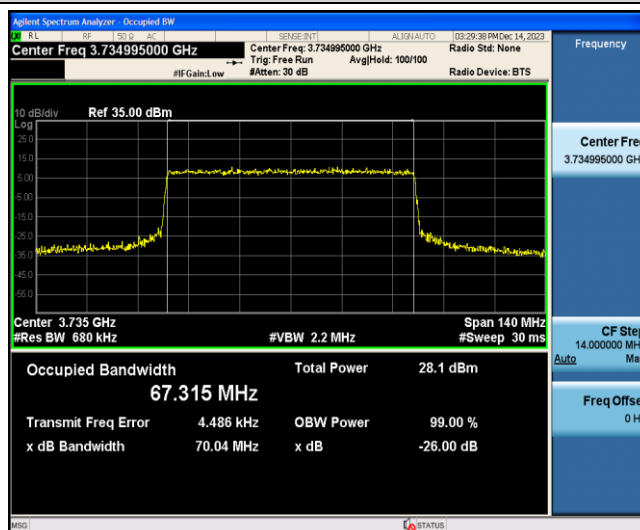 Agilent Spectrum Analyzer - Occupied BW
RL RF 50 Ω AC SENSE:INT ALIGNAUTO 03:29:38 PM Dec 14, 2023
Center Freq 3.734995000 GHz Center Freq: 3.734995000 GHz Radio Std: None Frequency
Trig: Free Run Avg|Hold: 100/100
#IFGain:Low #Atten: 30 dB Radio Device: BTS
10 dB/div Ref 35.00 dBm
Log
25.0
15.0
5.00
-5.00
-15.0
-25.0
-35.0
-45.0
-55.0
Center Fre
3.734995000 GH
Center 3.735 GHz Span 140 MHz
#Res BW 680 kHz #VBW 2.2 MHz #Sweep 30 ms
CF Step
14.000000 MH
Auto Ma
Occupied Bandwidth Total Power 28.1 dBm
67.315 MHz
Transmit Freq Error 4.486 kHz OBW Power 99.00 %
x dB Bandwidth 70.04 MHz x dB -26.00 dB
Freq Offse
0 H
MSG STATUS